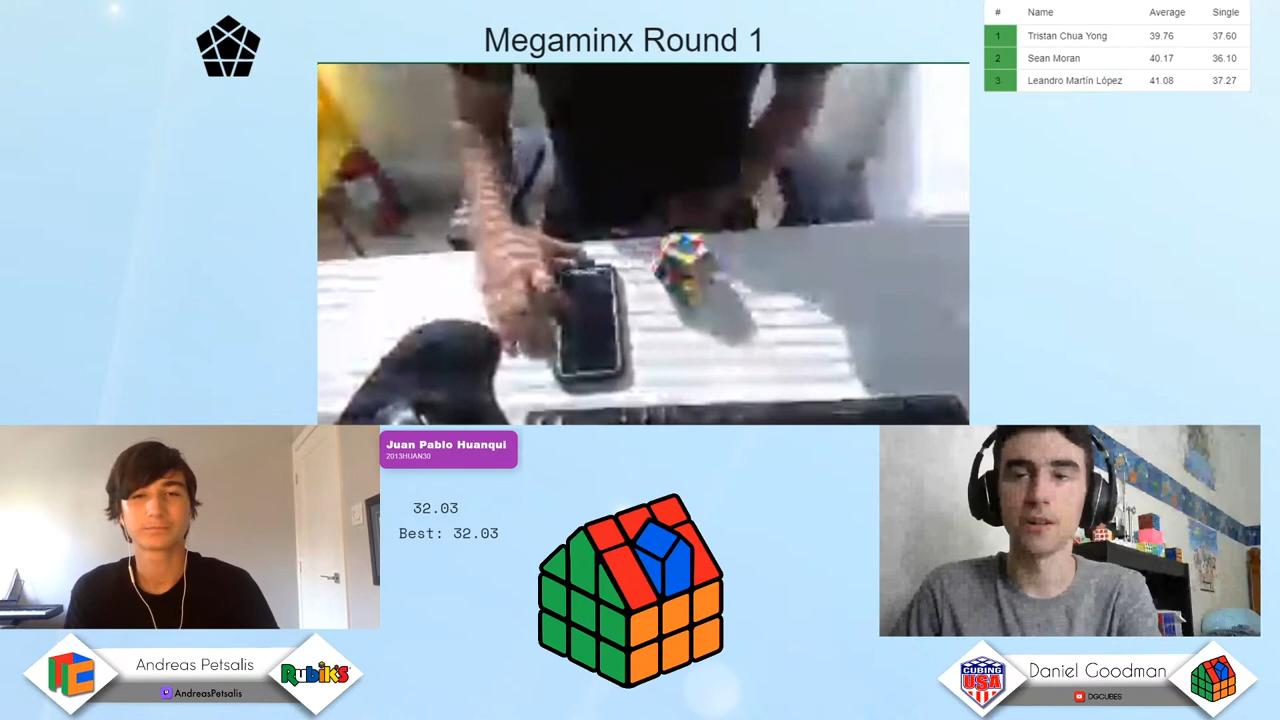 Megaminx Round 1
# Name Average Single
1 Tristan Chua Yong 39.76 37.60
2 Sean Moran 40.17 36.10
3 Leandro Martín López 41.08 37.27
Juan Pablo Huanqui
2013HUAN30
32.03
Best: 32.03
Andreas Petsalis
RUBIK'S
AndreasPetsalis
CUBING
USA
Daniel Goodman
DGCUBES